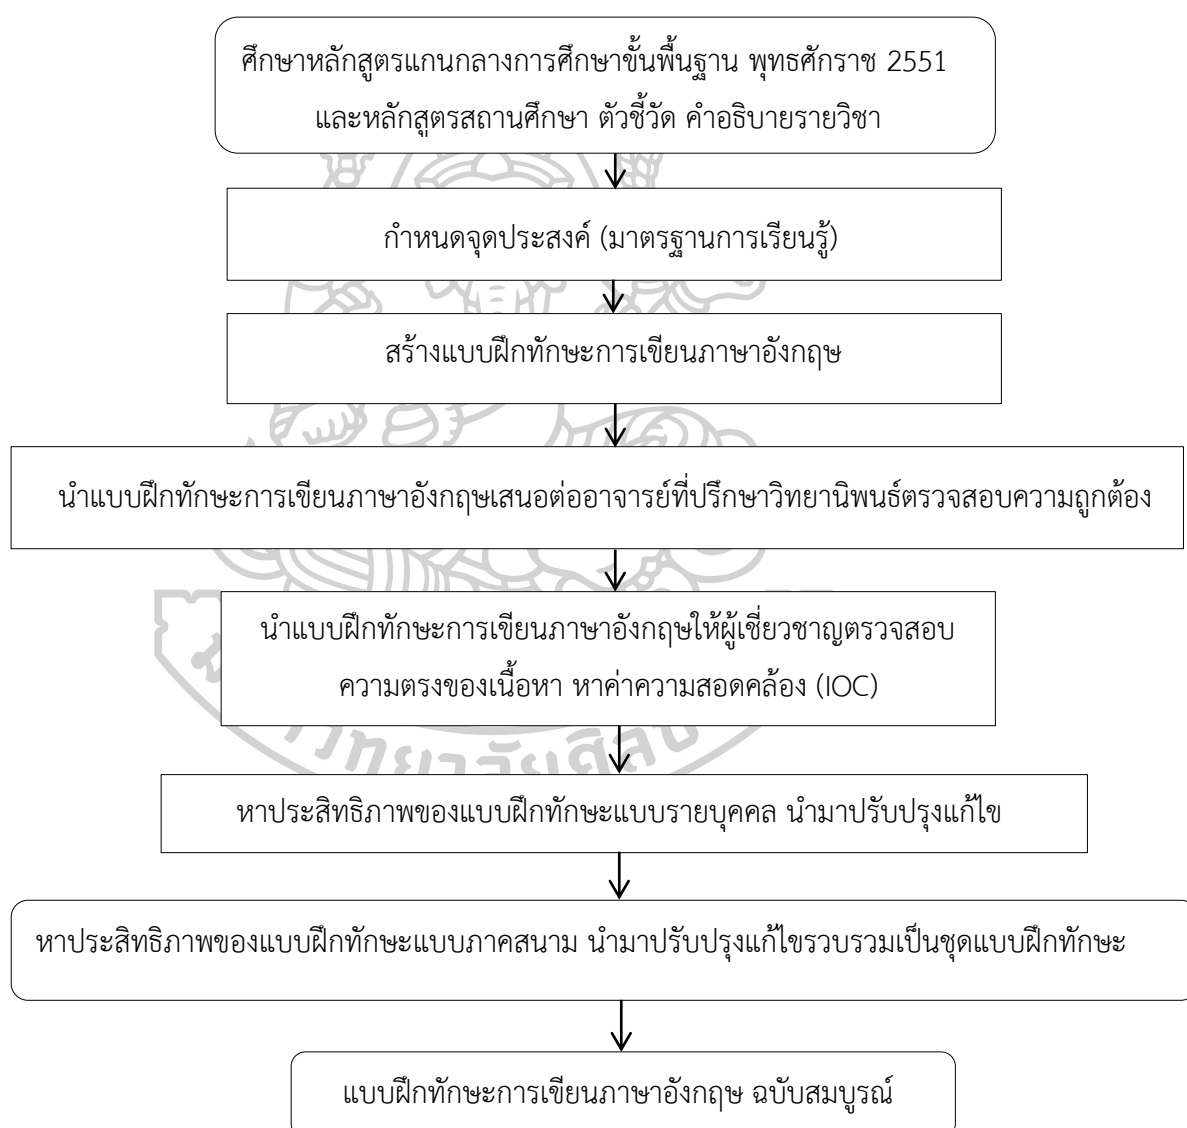 ศึกษาหลักสูตรแกนกลางการศึกษาขั้นพื้นฐาน พุทธศักราช 2551
และหลักสูตรสถานศึกษา ตัวชี้วัด คำอธิบายรายวิชา
กำหนดจุดประสงค์ (มาตรฐานการเรียนรู้)
สร้างแบบฝึกทักษะการเขียนภาษาอังกฤษ
นำแบบฝึกทักษะการเขียนภาษาอังกฤษเสนอต่ออาจารย์ที่ปรึกษาวิทยานิพนธ์ตรวจสอบความถูกต้อง
นำแบบฝึกทักษะการเขียนภาษาอังกฤษให้ผู้เชี่ยวชาญตรวจสอบ
ความตรงของเนื้อหา หาค่าความสอดคล้อง (IOC)
หาประสิทธิภาพของแบบฝึกทักษะแบบรายบุคคล นำมาปรับปรุงแก้ไข
หาประสิทธิภาพของแบบฝึกทักษะแบบภาคสนาม นำมาปรับปรุงแก้ไขรวบรวมเป็นชุดแบบฝึกทักษะ
แบบฝึกทักษะการเขียนภาษาอังกฤษ ฉบับสมบูรณ์